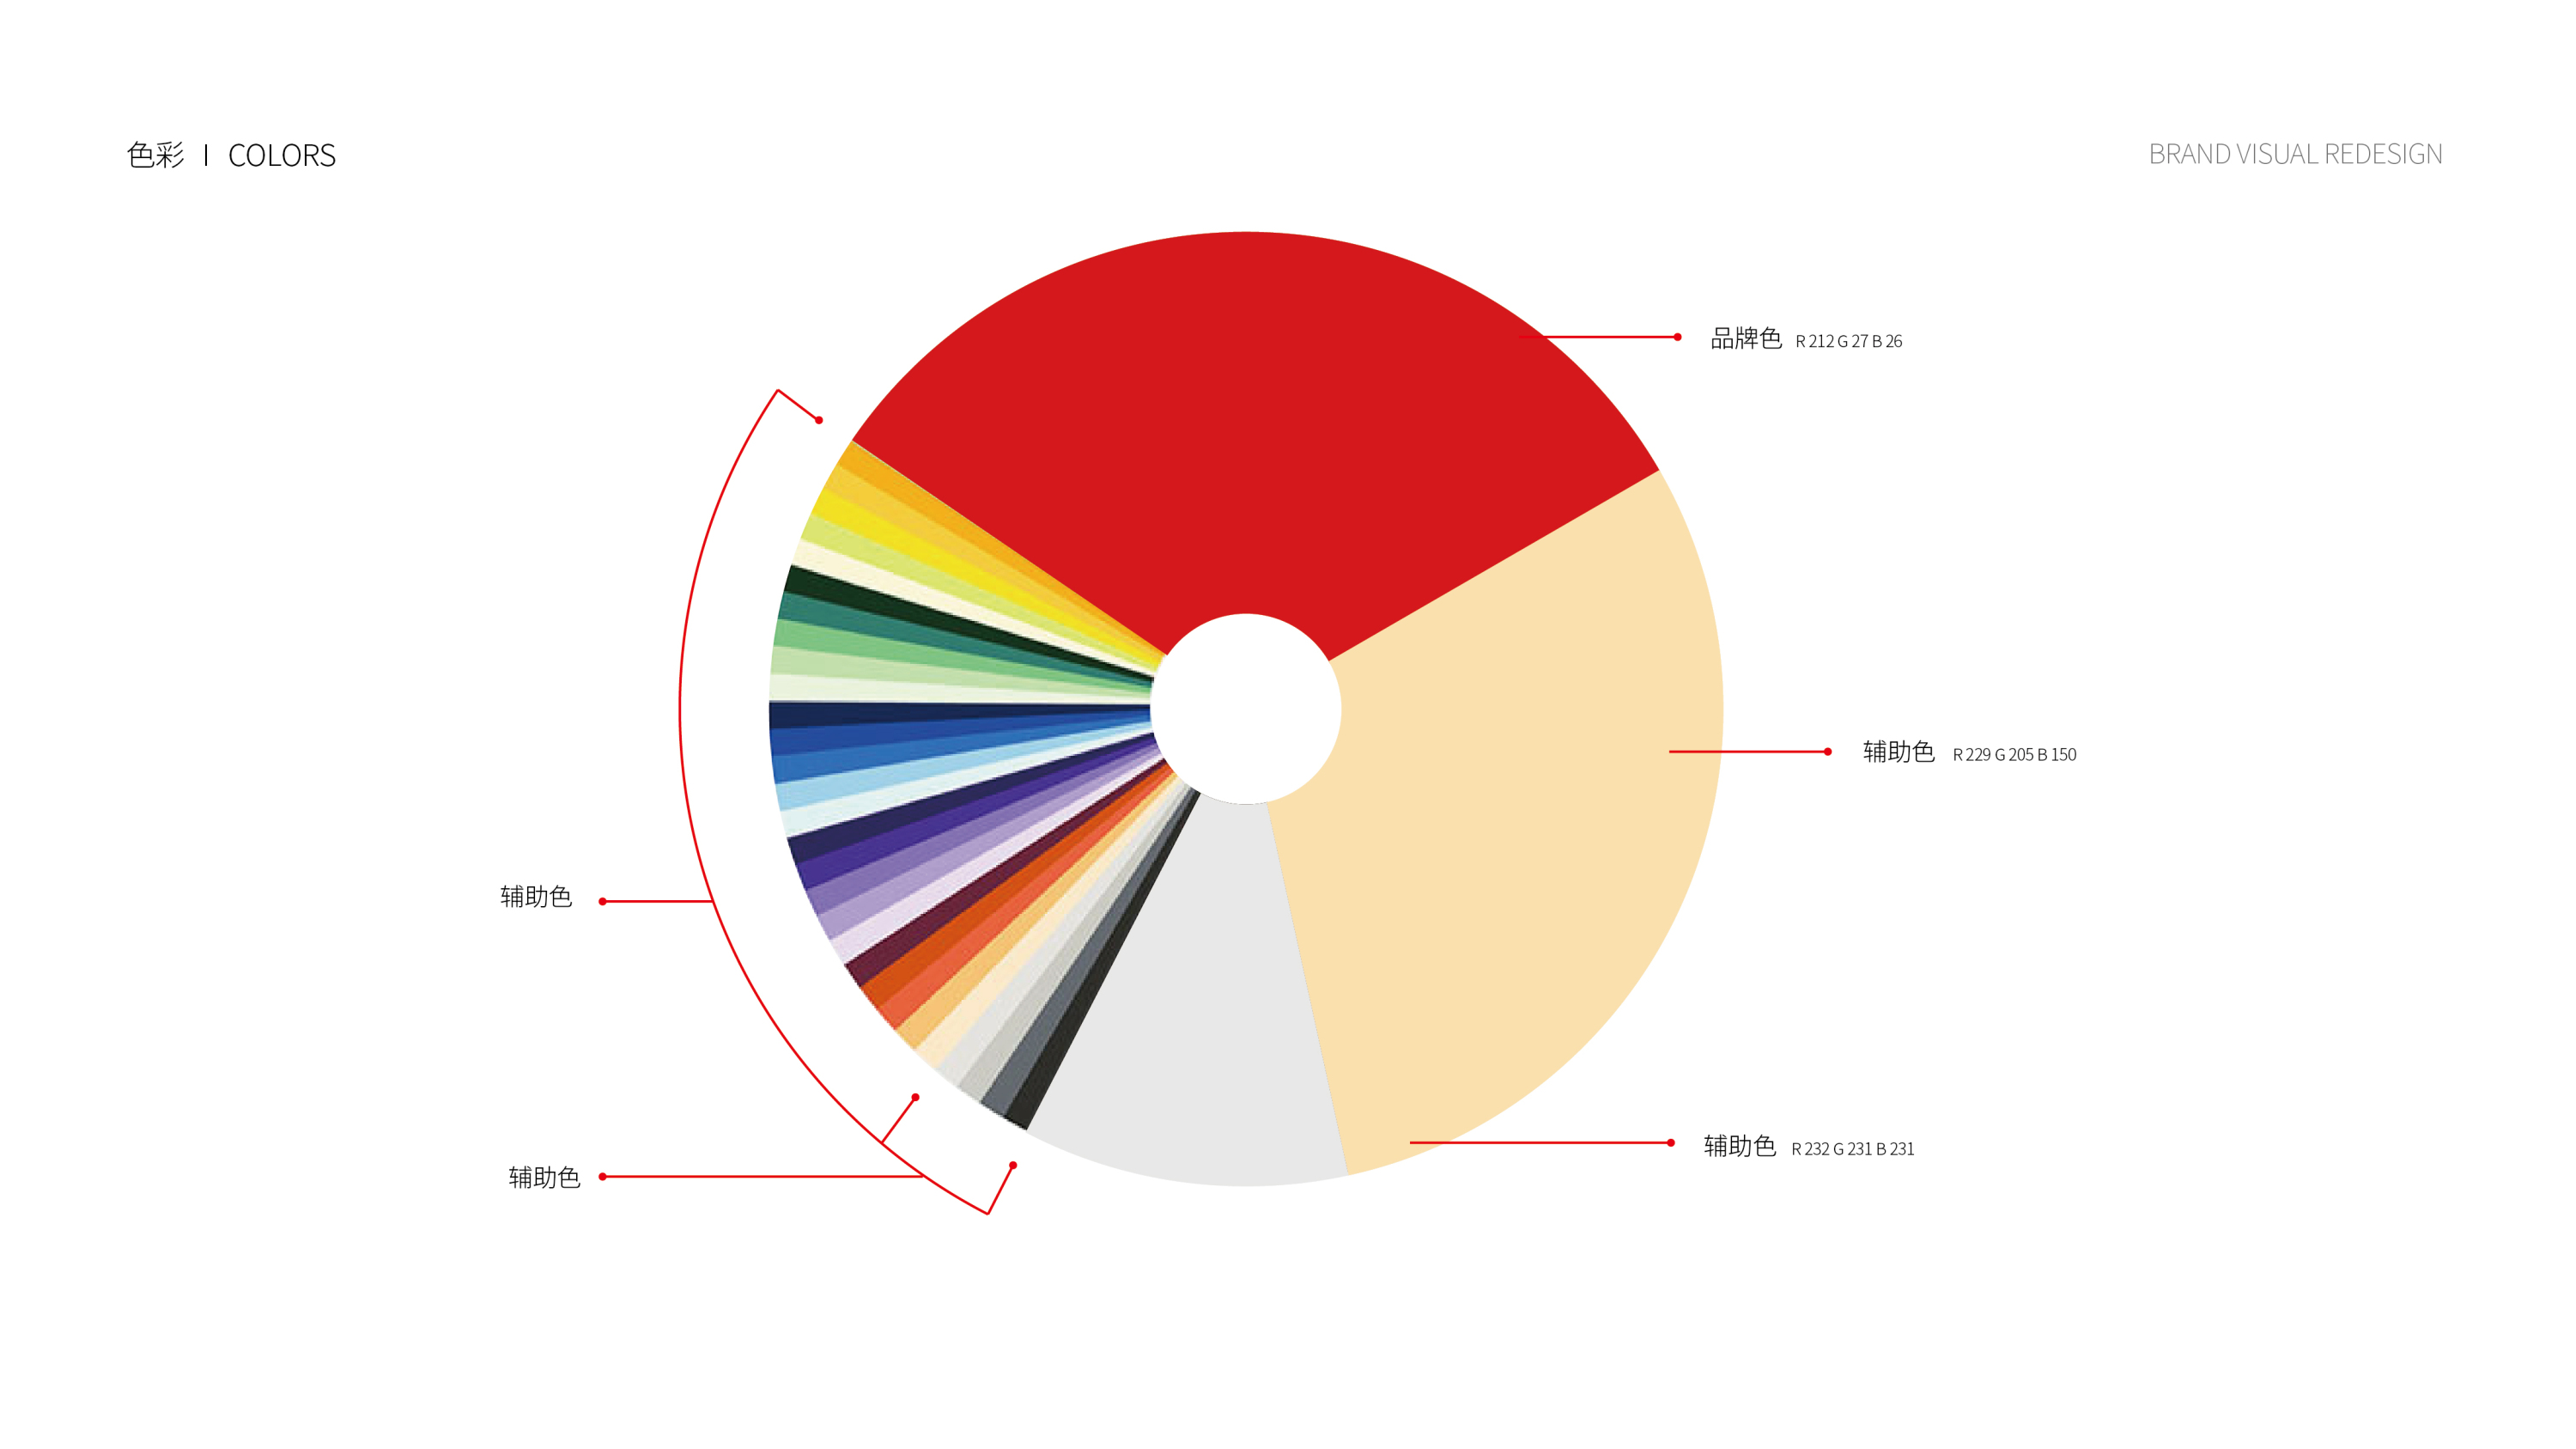 色彩 | COLORS
BRAND VISUAL REDESIGN
品牌色 R 212 G 27 B 26
辅助色 R 229 G 205 B 150
辅助色
辅助色 R 232 G 231 B 231
辅助色